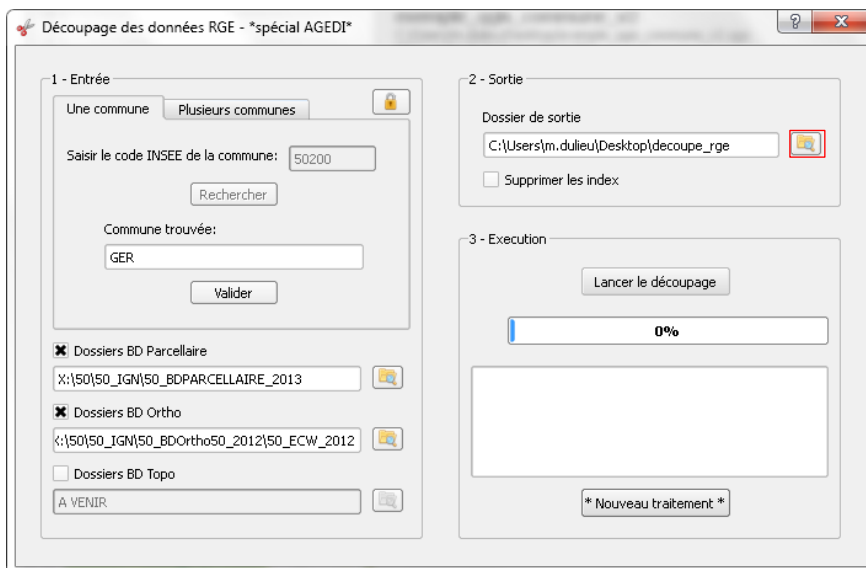 Découpage des données RGE - *spécial AGEDI*
1 - Entrée
Une commune
Plusieurs communes
Saisir le code INSEE de la commune:
50200
Rechercher
Commune trouvée:
GER
Valider
Dossiers BD Parcellaire
X:\50\50_IGN\50_BDPARCELLAIRE_2013
Dossiers BD Ortho
:\50\50_IGN\50_BDOrtho50_2012\50_ECW_2012
Dossiers BD Topo
A VENIR
2 - Sortie
Dossier de sortie
C:\Users\m.dulieu\Desktop\decoupe_rge
Supprimer les index
3 - Execution
Lancer le découpage
0%
* Nouveau traitement *